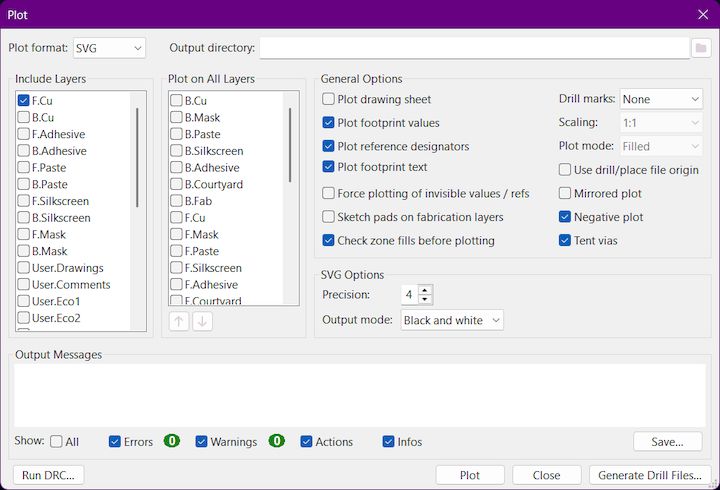 Plot
Plot format: SVG Output directory:
Include Layers
F.Cu
B.Cu
F.Adhesive
B.Adhesive
F.Paste
B.Paste
F.Silkscreen
B.Silkscreen
F.Mask
B.Mask
User.Drawings
User.Comments
User.Eco1
User.Eco2
Plot on All Layers
B.Cu
B.Mask
B.Paste
B.Silkscreen
B.Adhesive
B.Courtyard
B.Fab
F.Cu
F.Mask
F.Paste
F.Silkscreen
F.Adhesive
F.Courtyard
General Options
Plot drawing sheet
Plot footprint values
Plot reference designators
Plot footprint text
Force plotting of invisible values / refs
Sketch pads on fabrication layers
Check zone fills before plotting
Drill marks: None
Scaling: 1:1
Plot mode: Filled
Use drill/place file origin
Mirrored plot
Negative plot
Tent vias
SVG Options
Precision: 4
Output mode: Black and white
Output Messages
Show: All Errors 0 Warnings 0 Actions Infos Save...
Run DRC... Plot Close Generate Drill Files...